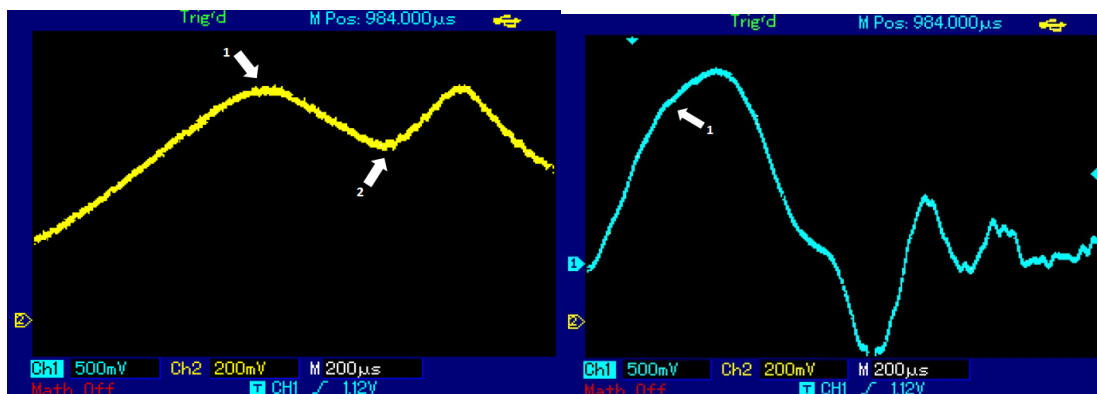 Trig'd M Pos: 984.000µs
1
2
2
Ch1 500mV Ch2 200mV M 200µs
Math Off T CH1 / 1.12V
Trig'd M Pos: 984.000µs
1
1
2
Ch1 500mV Ch2 200mV M 200µs
Math Off T CH1 / 1.12V